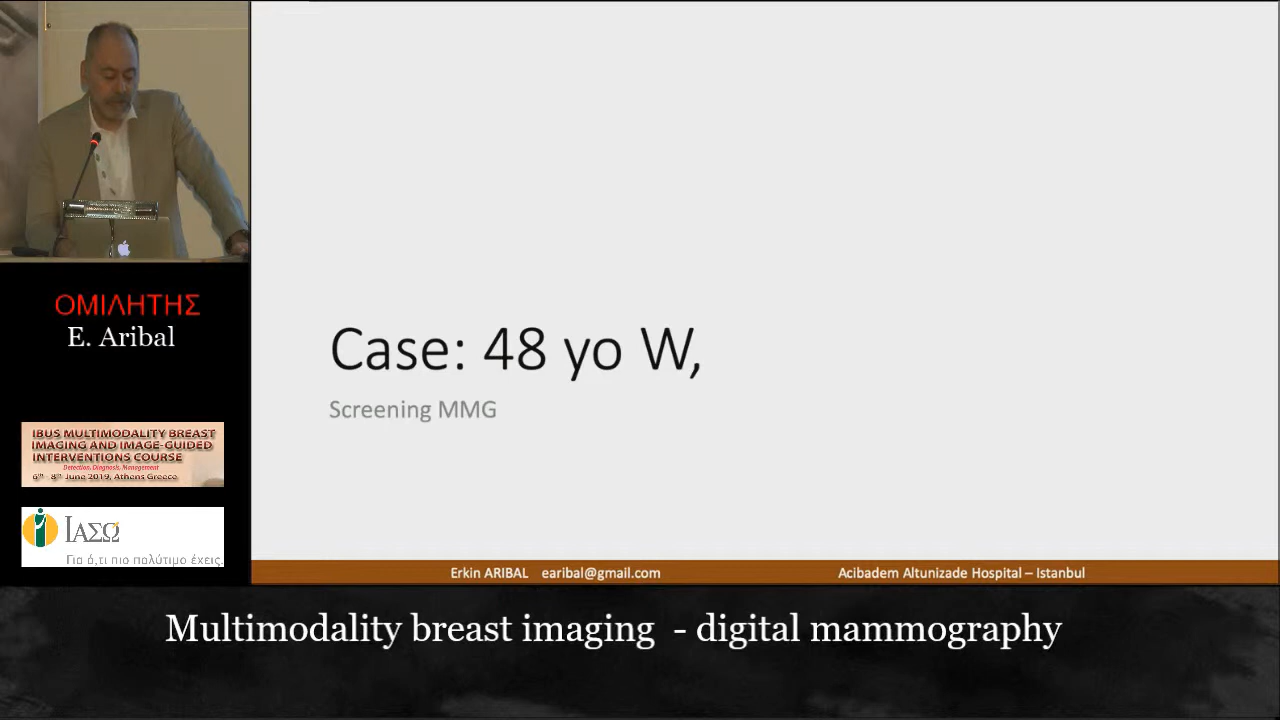 ΟΜΙΛΗΤΗΣ
E. Aribal
IBUS MULTIMODALITY BREAST
IMAGING AND IMAGE-GUIDED
INTERVENTIONS COURSE
Detection, Diagnosis, Management
6th - 8th June 2019, Athens Greece
ΙΑΣΩ
Για ό,τι πιο πολύτιμο έχεις.
Case: 48 yo W,
Screening MMG
Erkin ARIBAL earibal@gmail.com
Acibadem Altunizade Hospital – Istanbul
Multimodality breast imaging - digital mammography